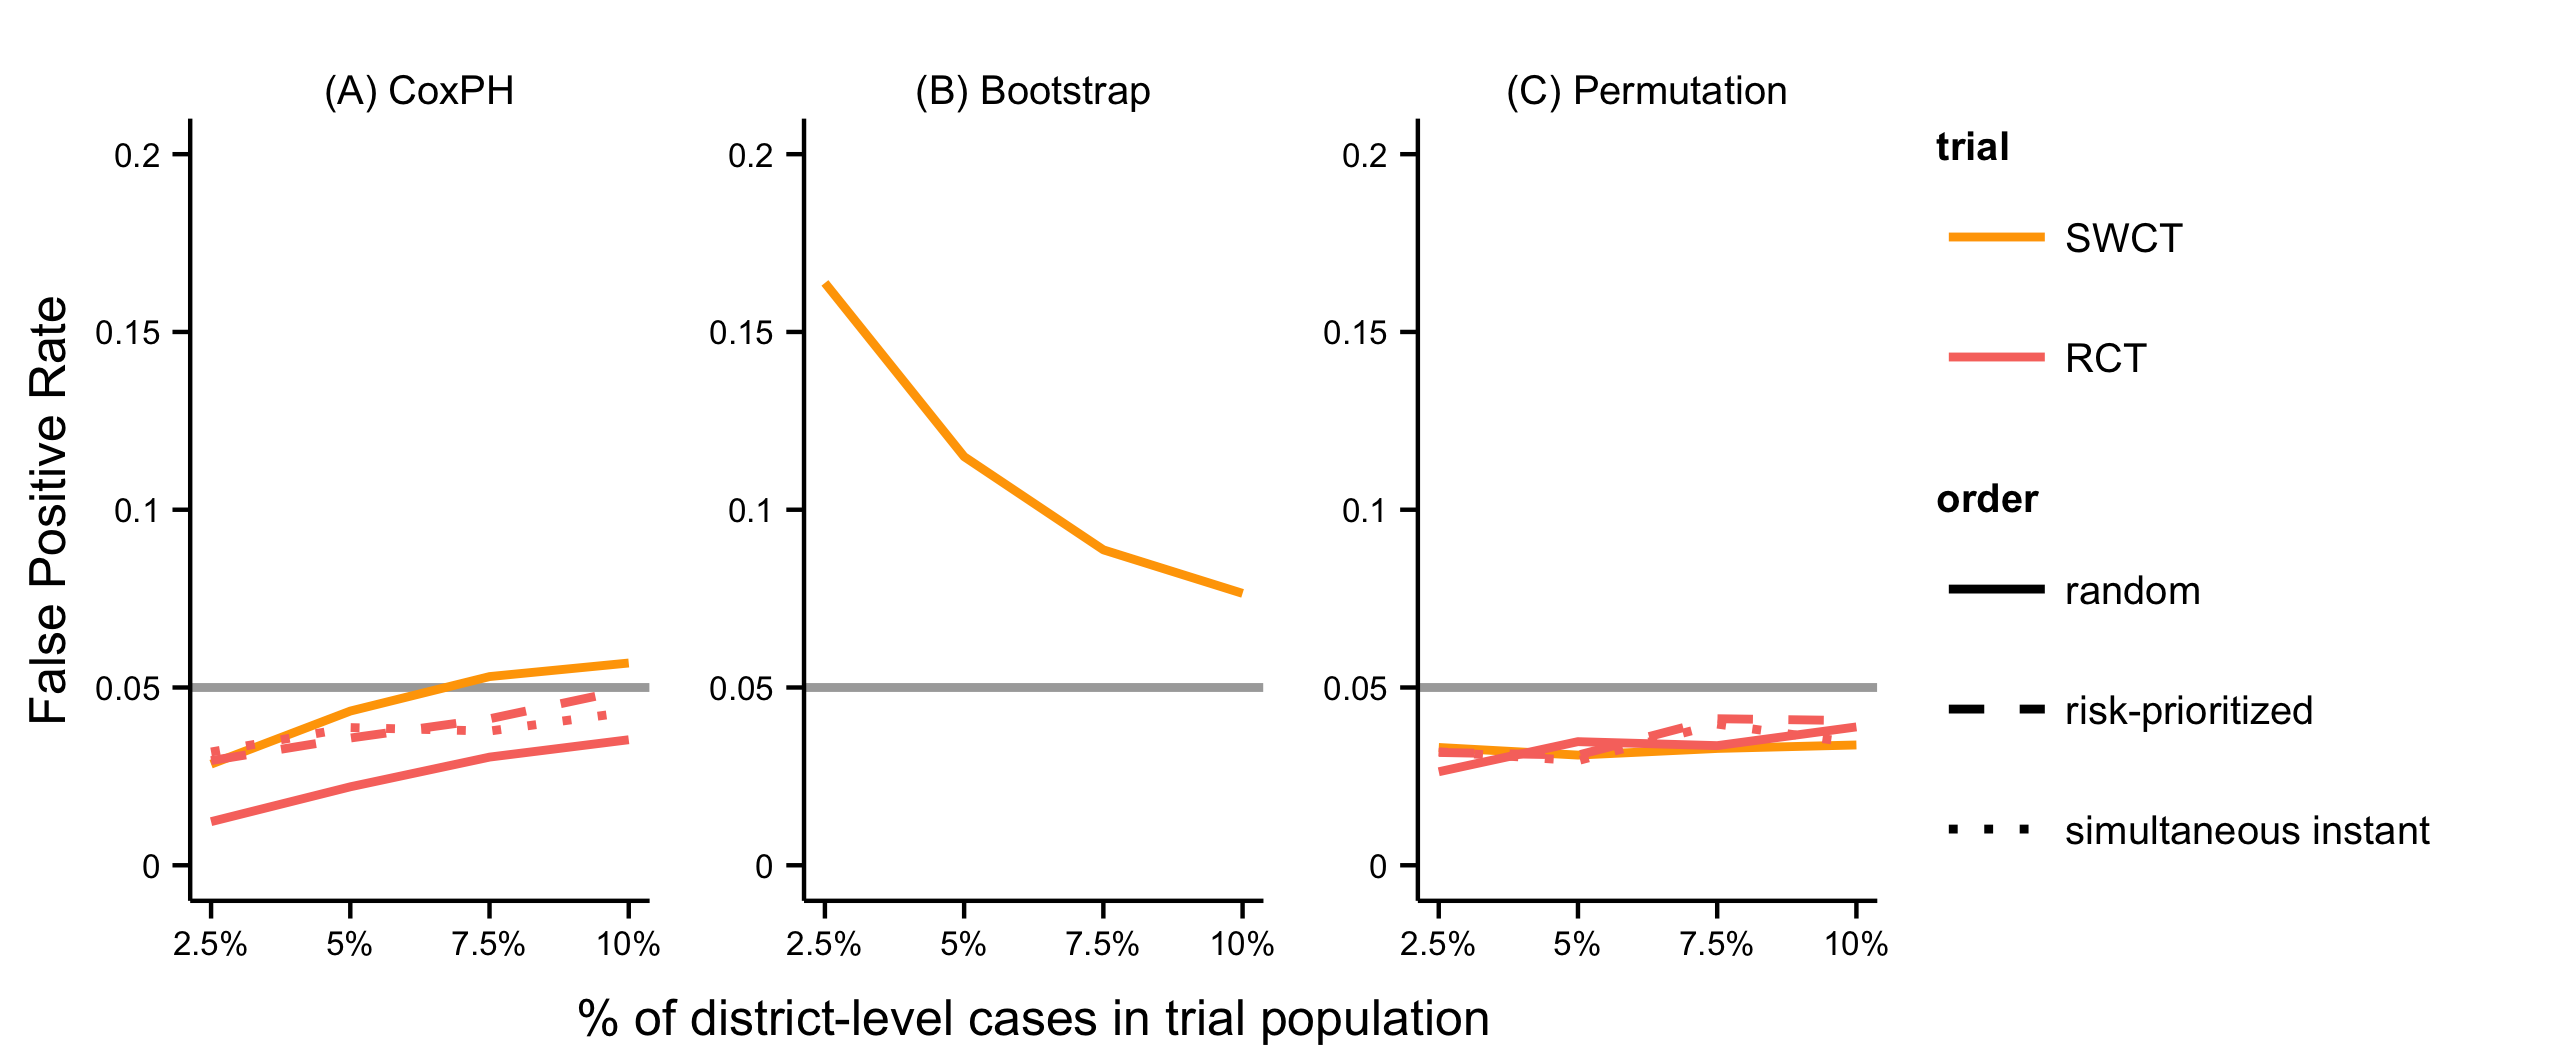 (A) CoxPH
(B) Bootstrap
(C) Permutation
False Positive Rate
0.2
0.15
0.1
0.05
0
2.5% 5% 7.5% 10%
0.2
0.15
0.1
0.05
0
2.5% 5% 7.5% 10%
0.2
0.15
0.1
0.05
0
2.5% 5% 7.5% 10%
% of district-level cases in trial population
trial
SWCT
RCT
order
random
risk-prioritized
simultaneous instant